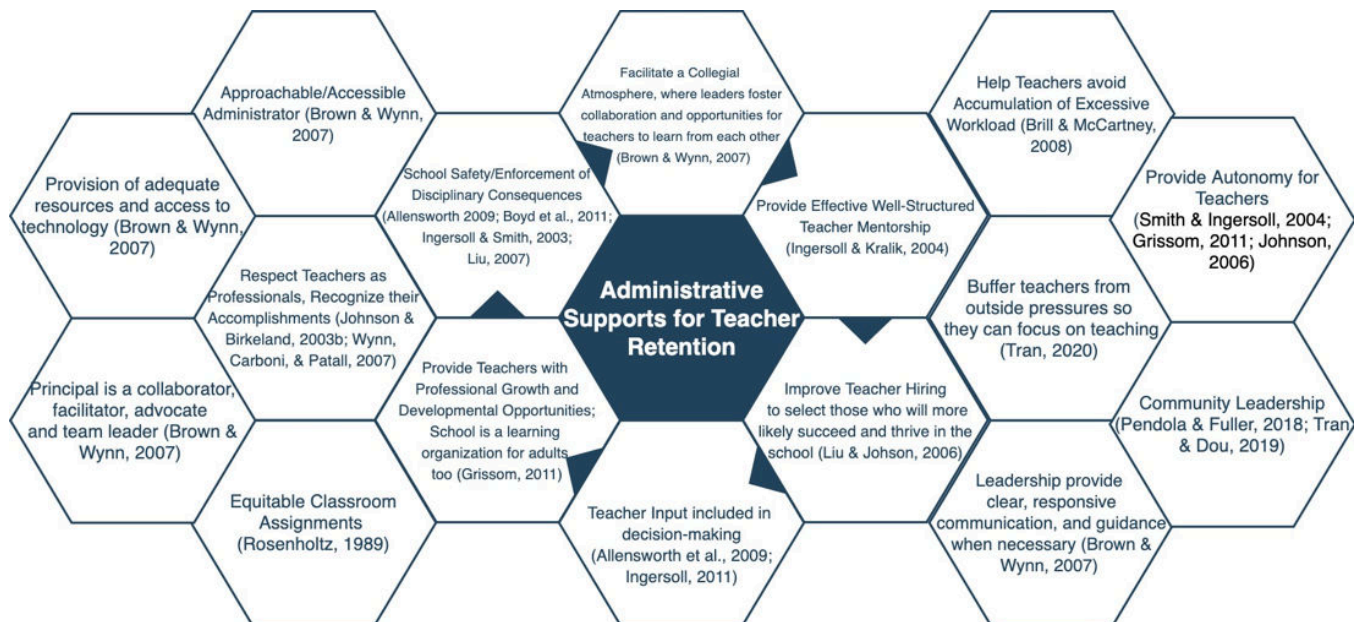 Approachable/Accessible
Administrator (Brown & Wynn,
2007)
Facilitate a Collegial
Atmosphere, where leaders foster
collaboration and opportunities for
teachers to learn from each other
(Brown & Wynn, 2007)
Help Teachers avoid
Accumulation of Excessive
Workload (Brill & McCartney,
2008)
Provision of adequate
resources and access to
technology (Brown & Wynn,
2007)
School Safety/Enforcement of
Disciplinary Consequences
(Allensworth 2009; Boyd et al., 2011;
Ingersoll & Smith, 2003;
Liu, 2007)
Provide Effective Well-Structured
Teacher Mentorship
(Ingersoll & Kralik, 2004)
Provide Autonomy for
Teachers
(Smith & Ingersoll, 2004;
Grissom, 2011; Johnson,
2006)
Respect Teachers as
Professionals, Recognize their
Accomplishments (Johnson &
Birkeland, 2003b; Wynn,
Carboni, & Patall, 2007)
Administrative
Supports for Teacher
Retention
Buffer teachers from
outside pressures so
they can focus on teaching
(Tran, 2020)
Principal is a collaborator,
facilitator, advocate
and team leader (Brown &
Wynn, 2007)
Provide Teachers with
Professional Growth and
Developmental Opportunities;
School is a learning
organization for adults
too (Grissom, 2011)
Improve Teacher Hiring
to select those who will more
likely succeed and thrive in the
school (Liu & Johson, 2006)
Community Leadership
(Pendola & Fuller, 2018; Tran
& Dou, 2019)
Equitable Classroom
Assignments
(Rosenholtz, 1989)
Teacher Input included in
decision-making
(Allensworth et al., 2009;
Ingersoll, 2011)
Leadership provide
clear, responsive
communication, and guidance
when necessary (Brown &
Wynn, 2007)